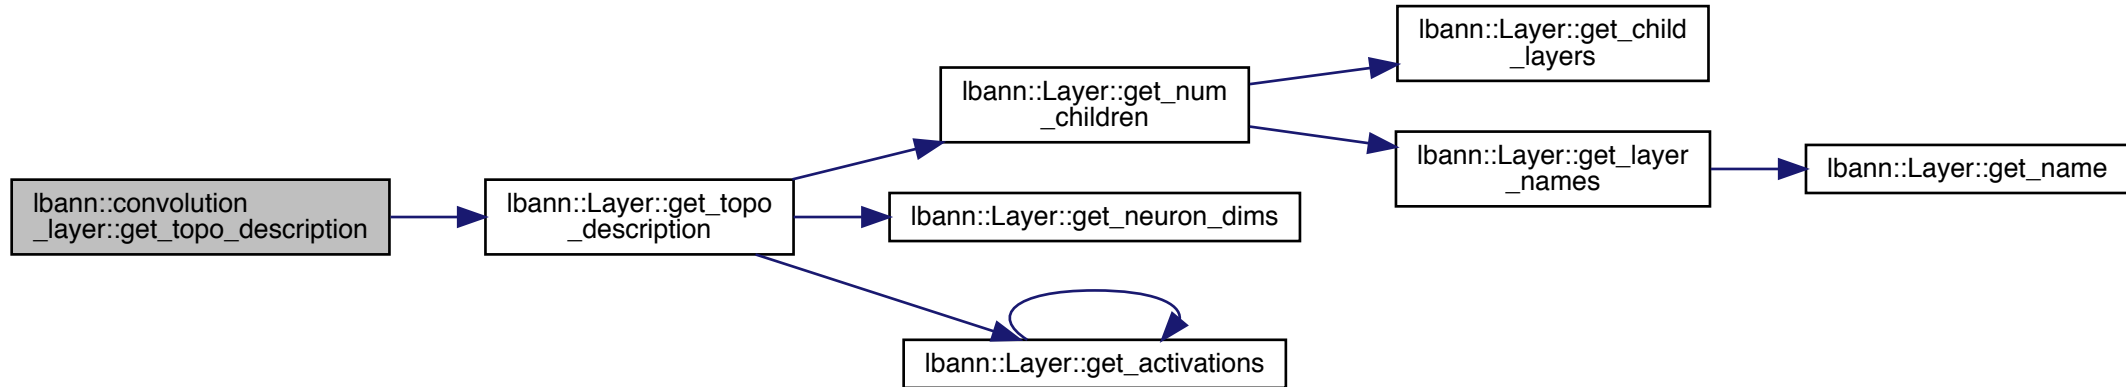 lbann::convolution
_layer::get_topo_description
lbann::Layer::get_topo
_description
lbann::Layer::get_num
_children
lbann::Layer::get_child
_layers
lbann::Layer::get_layer
_names
lbann::Layer::get_name
lbann::Layer::get_neuron_dims
lbann::Layer::get_activations